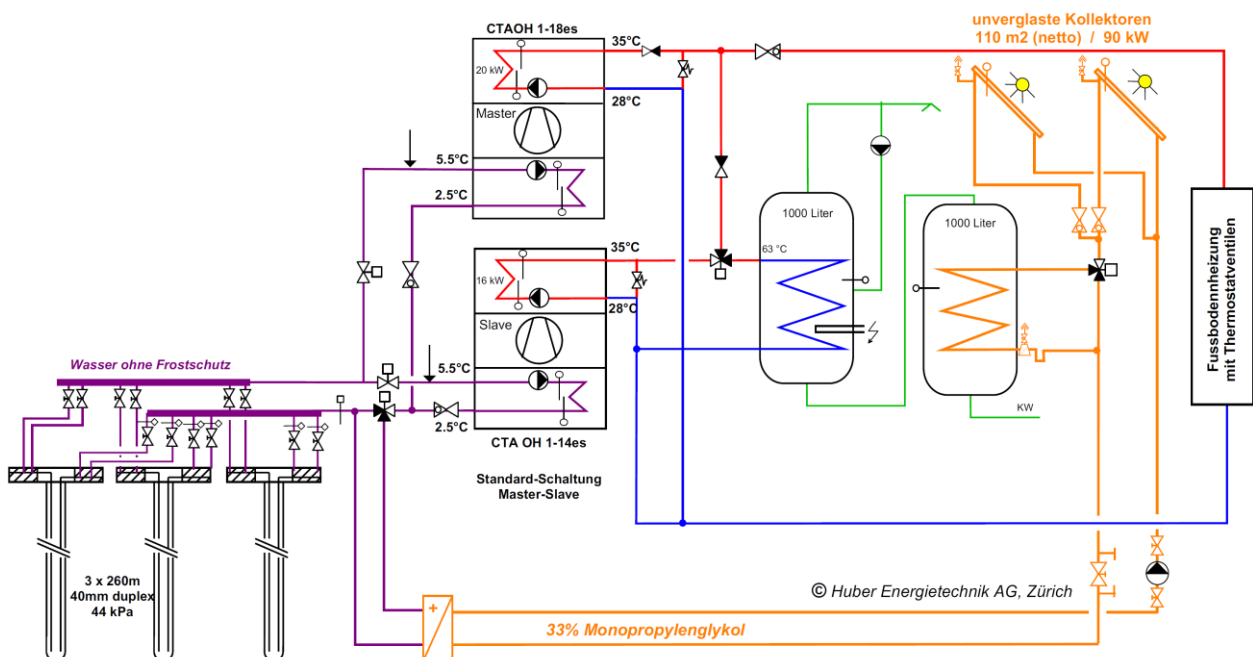 CTAOH 1-18es
unverglaste Kollektoren
110 m2 (netto) / 90 kW
35°C
20 kW
28°C
Master
5.5°C
2.5°C
1000 Liter
1000 Liter
35°C
63 °C
16 kW
28°C
Slave
Fussbodennheizung
mit Thermostatventilen
Wasser ohne Frostschutz
5.5°C
2.5°C
KW
CTA OH 1-14es
Standard-Schaltung
Master-Slave
3 x 260m
40mm duplex
44 kPa
© Huber Energietechnik AG, Zürich
+
-
33% Monopropylenglykol